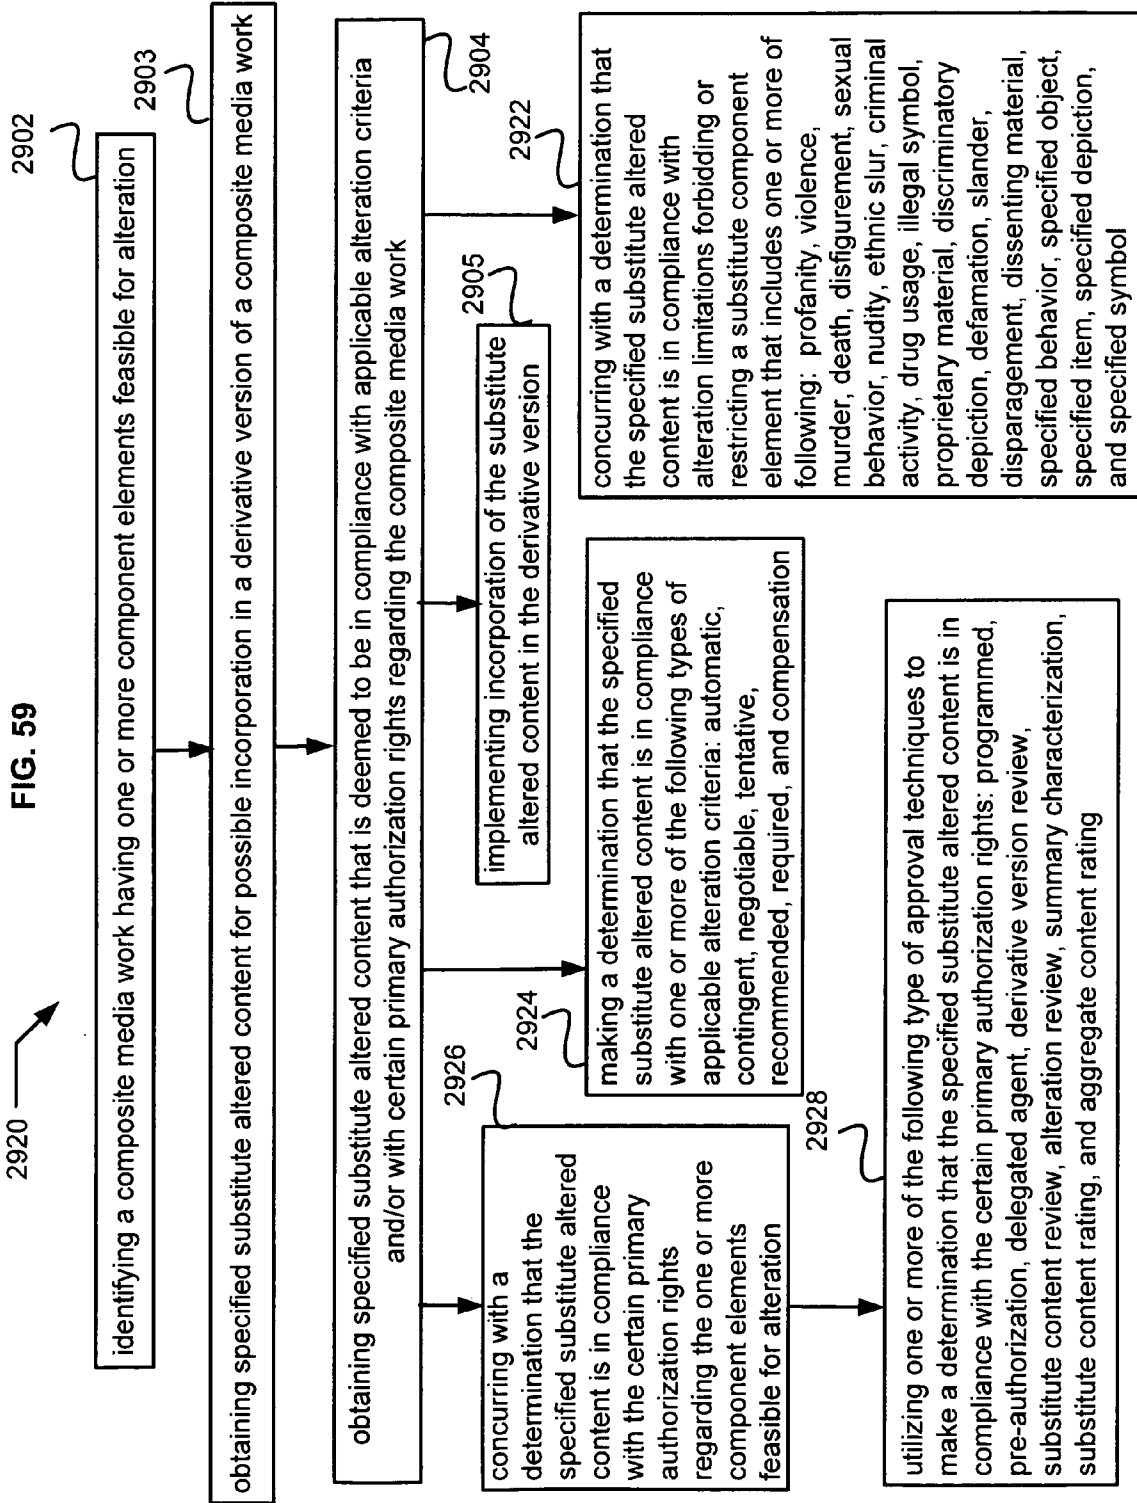 FIG. 59
2920
2902
identifying a composite media work having one or more component elements feasible for alteration
2903
obtaining specified substitute altered content for possible incorporation in a derivative version of a composite media work
2904
obtaining specified substitute altered content that is deemed to be in compliance with applicable alteration criteria
and/or with certain primary authorization rights regarding the composite media work
2926
concurring with a
determination that the
specified substitute altered
content is in compliance
with the certain primary
authorization rights
regarding the one or more
component elements
feasible for alteration
2924
making a determination that the specified
substitute altered content is in compliance
with one or more of the following types of
applicable alteration criteria: automatic,
contingent, negotiable, tentative,
recommended, required, and compensation
2905
implementing incorporation of the substitute
altered content in the derivative version
2922
concurring with a determination that
the specified substitute altered
content is in compliance with
alteration limitations forbidding or
restricting a substitute component
element that includes one or more of
following: profanity, violence,
murder, death, disfigurement, sexual
behavior, nudity, ethnic slur, criminal
activity, drug usage, illegal symbol,
proprietary material, discriminatory
depiction, defamation, slander,
disparagement, dissenting material,
specified behavior, specified object,
specified item, specified depiction,
and specified symbol
2928
utilizing one or more of the following type of approval techniques to
make a determination that the specified substitute altered content is in
compliance with the certain primary authorization rights: programmed,
pre-authorization, delegated agent, derivative version review,
substitute content review, alteration review, summary characterization,
substitute content rating, and aggregate content rating